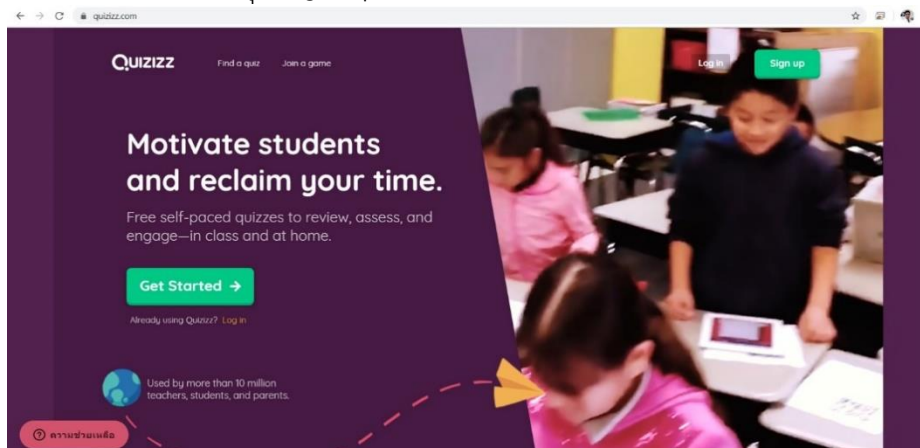 quizizz.com
QUIZIZZ
Find a quiz
Join a game
Log in
Sign up
Motivate students
and reclaim your time.
Free self-paced quizzes to review, assess, and
engage—in class and at home.
Get Started →
Already using Quizizz? Log in
Used by more than 10 million
teachers, students, and parents.
ความช่วยเหลือ